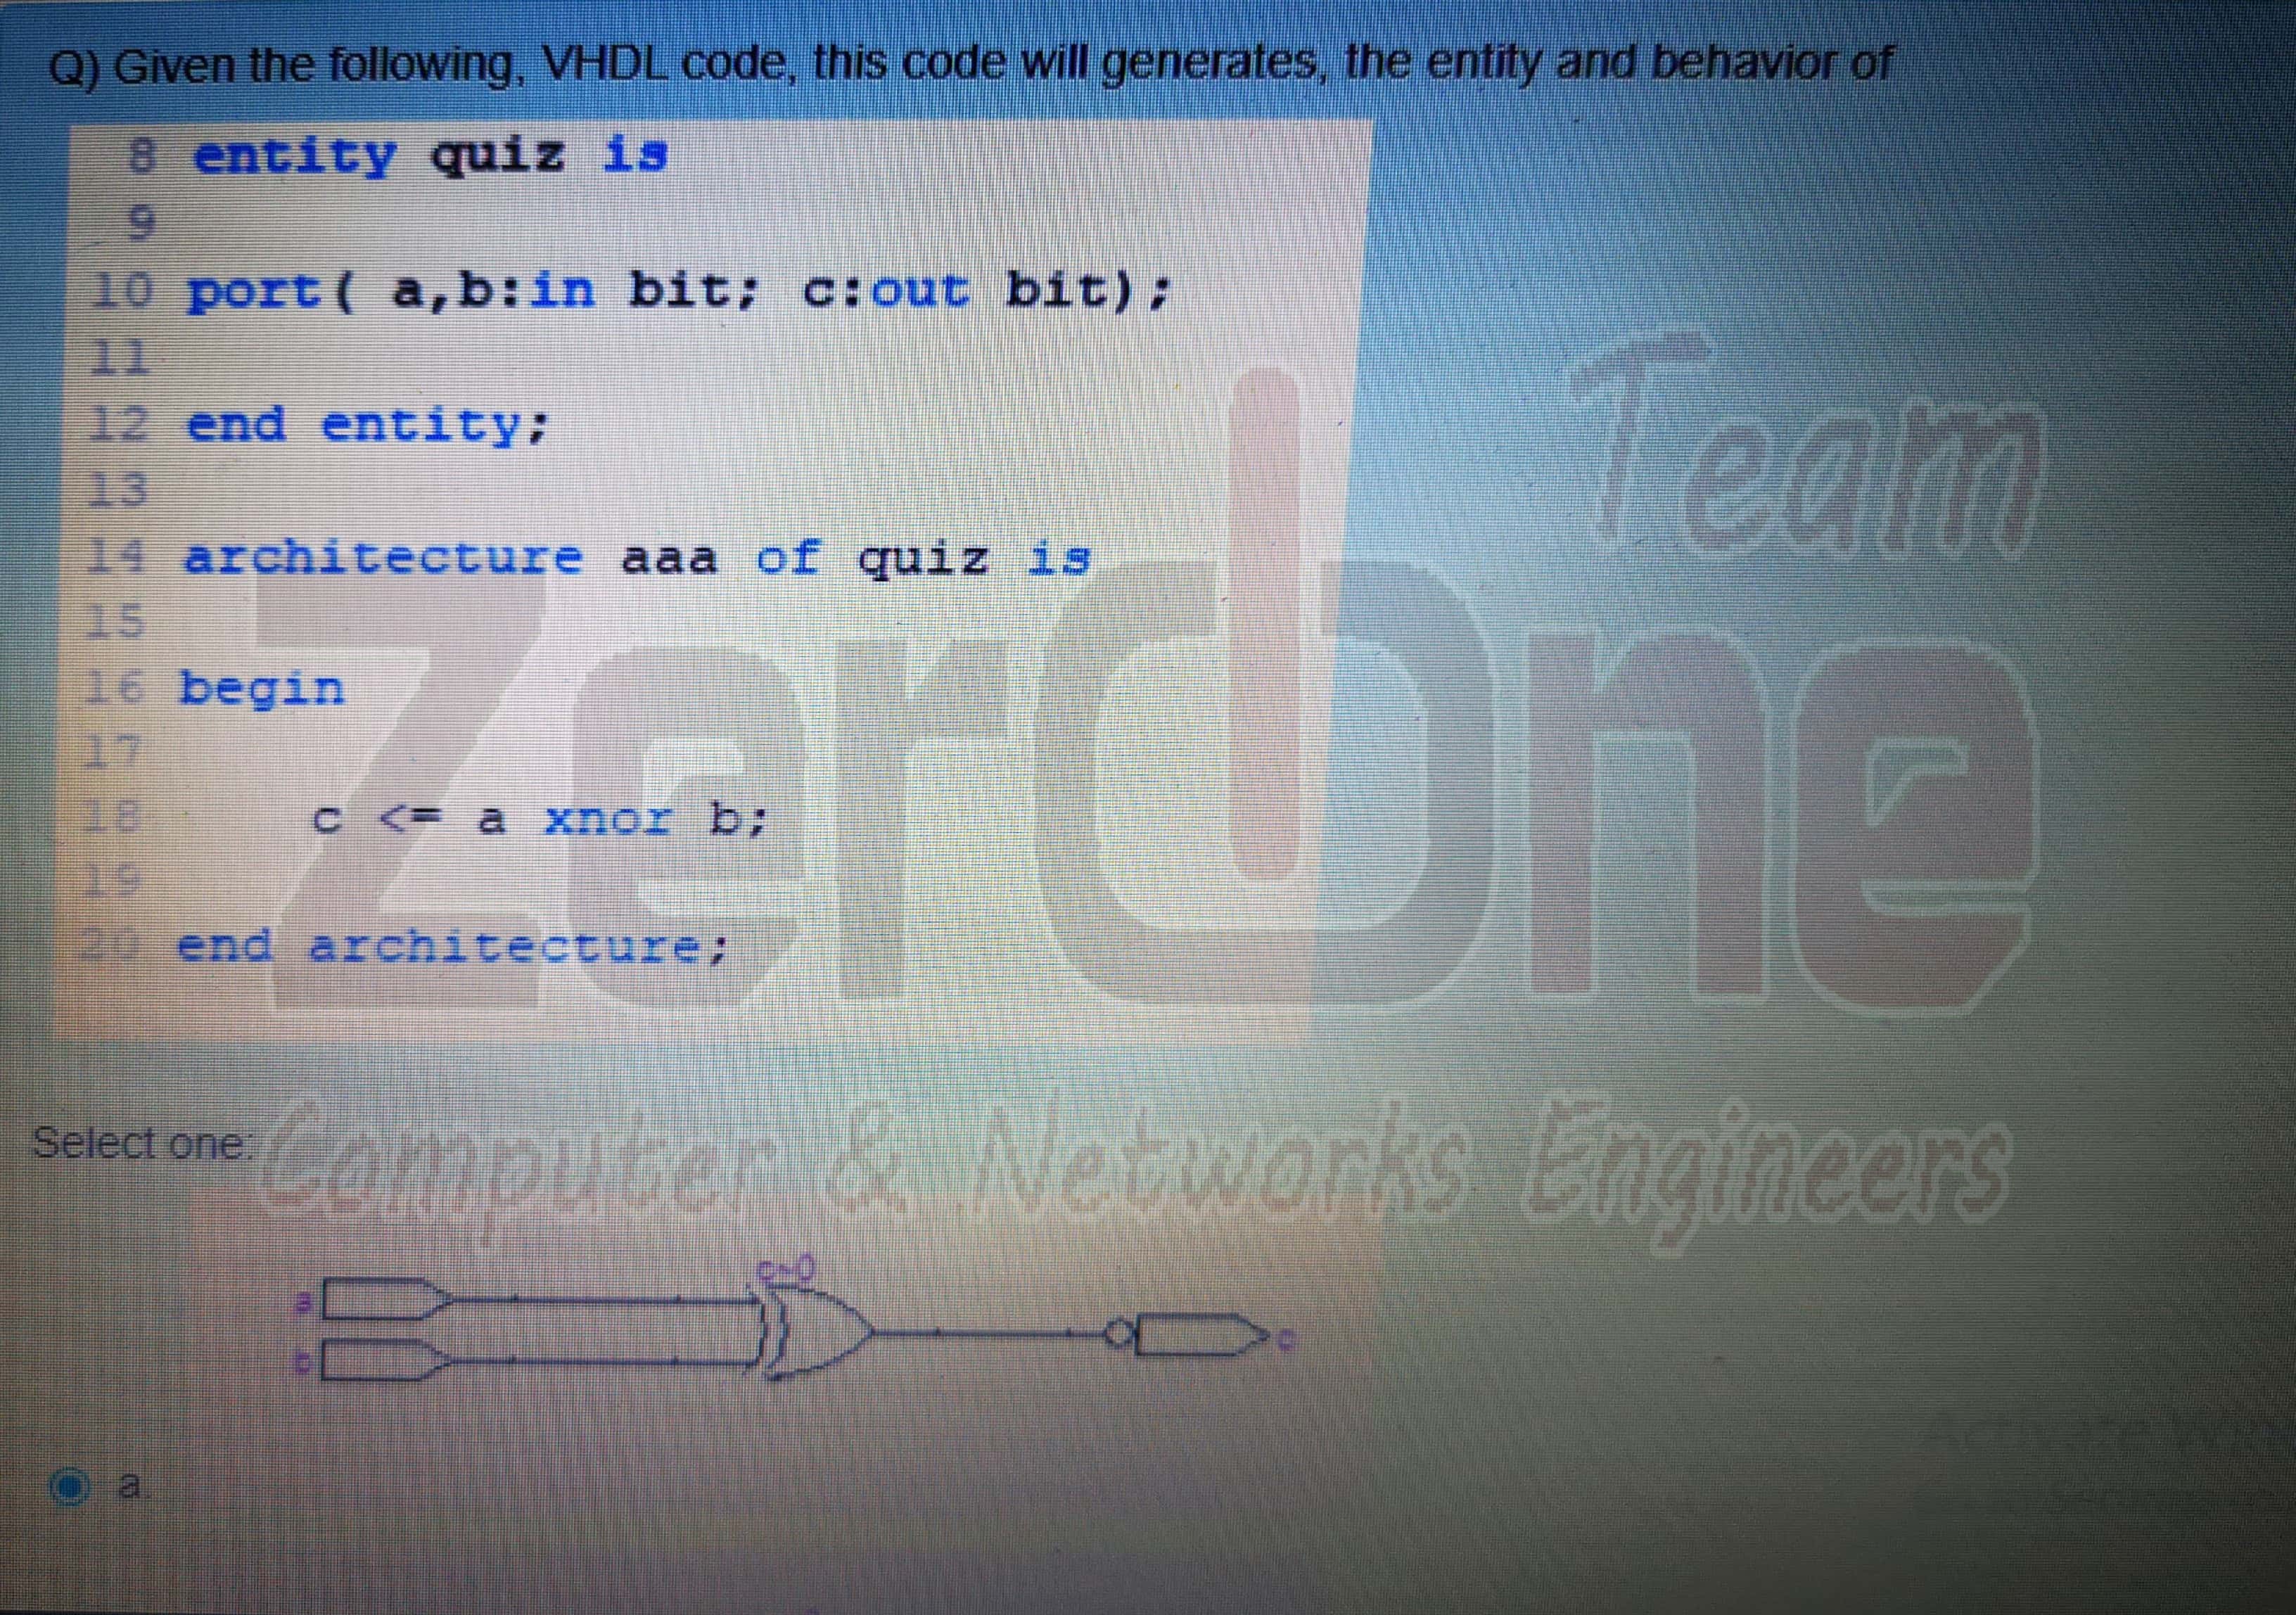 Q) Given the following, VHDL code, this code will generates, the entity and behavior of
8 entity quiz is
9
10 port( a,b:in bit; c:out bit);
11
12 end entity;
13
14 architecture aaa of quiz is
15
16 begin
17
18 c <= a xnor b;
19
20 end architecture;
Team
ZerOne
Computer & Networks Engineers
Select one:
c~0
a
b
c
a.